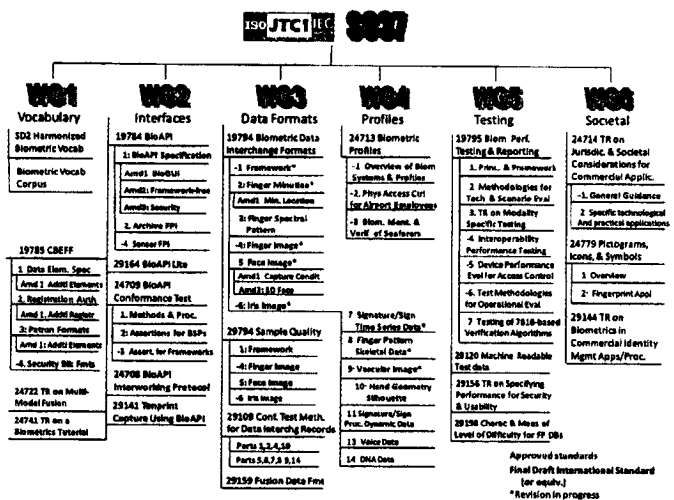 ISO JTC1 IEC SC37
WG1
Vocabulary
SD2 Harmonized
Biometric Vocab
Biometric Vocab
Corpus
19785 CBEFF
1 Data Elem. Spec
Amd 1 Additl Elements
2. Registration Auth
Amd 1, Additl Registr
3: Patron Formats
Amd 1: Additl Elements
-4. Security Blk Fmts
24722 TR on Multi-
Modal Fusion
24741 TR on a
Biometrics Tutorial
WG2
Interfaces
19784 BioAPI
1: BioAPI Specification
Amd1 BioGUI
Amd2: Framework-free
Amd3: Security
2. Archive FPI
-4 Sensor FPI
29164 BioAPI Lite
24709 BioAPI
Conformance Test
1. Methods & Proc.
2: Assertions for BSPs
-3 Assert. for Frameworks
24708 BioAPI
Interworking Protocol
29141 Tenprint
Capture Using BioAPI
WG3
Data Formats
19794 Biometric Data
Interchange Formats
-1 Framework*
2: Finger Minutiae*
Amd1 Min. Location
3: Finger Spectral
Pattern
-4: Finger Image*
5 Face Image*
Amd1 Capture Condit
Amd2: 3D Face
-6: Iris Image*
7 Signature/Sign
Time Series Data*
8 Finger Pattern
Skeletal Data*
9- Vascular Image*
10- Hand Geometry
Silhouette
11 Signature/Sign
Proc. Dynamic Data
13 Voice Data
14 DNA Data
29794 Sample Quality
1: Framework
-4: Finger Image
5: Face Image
-6 Iris Image
29109 Conf. Test Meth.
for Data Interchg Records
Parts 1,2,4,10
Parts 5,6,7,8 9,14
29159 Fusion Data Fmt
WG4
Profiles
24713 Biometric
Profiles
-1 Overview of Biom
Systems & Profiles
-2. Phys Access Ctrl
for Airport Employees
-3 Biom. Ident. &
Verif of Seafarers
WG5
Testing
19795 Biom Perf.
Testing & Reporting
1. Princ. & Framework
2 Methodologies for
Tech & Scenario Eval
3. TR on Modality
Specific Testing
-4 Interoperability
Performance Testing
-5 Device Performance
Eval for Access Control
-6. Test Methodologies
for Operational Eval
7 Testing of 7816-based
Verification Algorithms
29120 Machine Readable
Test data
29156 TR on Specifying
Performance for Security
& Usability
29198 Charac & Meas of
Level of Difficulty for FP DBs
WG6
Societal
24714 TR on
Jurisdic. & Societal
Considerations for
Commercial Applic.
-1. General Guidance
2 Specific technological
And practical applications
24779 Pictograms,
Icons, & Symbols
1 Overview
2- Fingerprint Appl
29144 TR on
Biometrics in
Commercial Identity
Mgmt Apps/Proc.
Approved standards
Final Draft International Standard
(or equiv.)
*Revision in progress